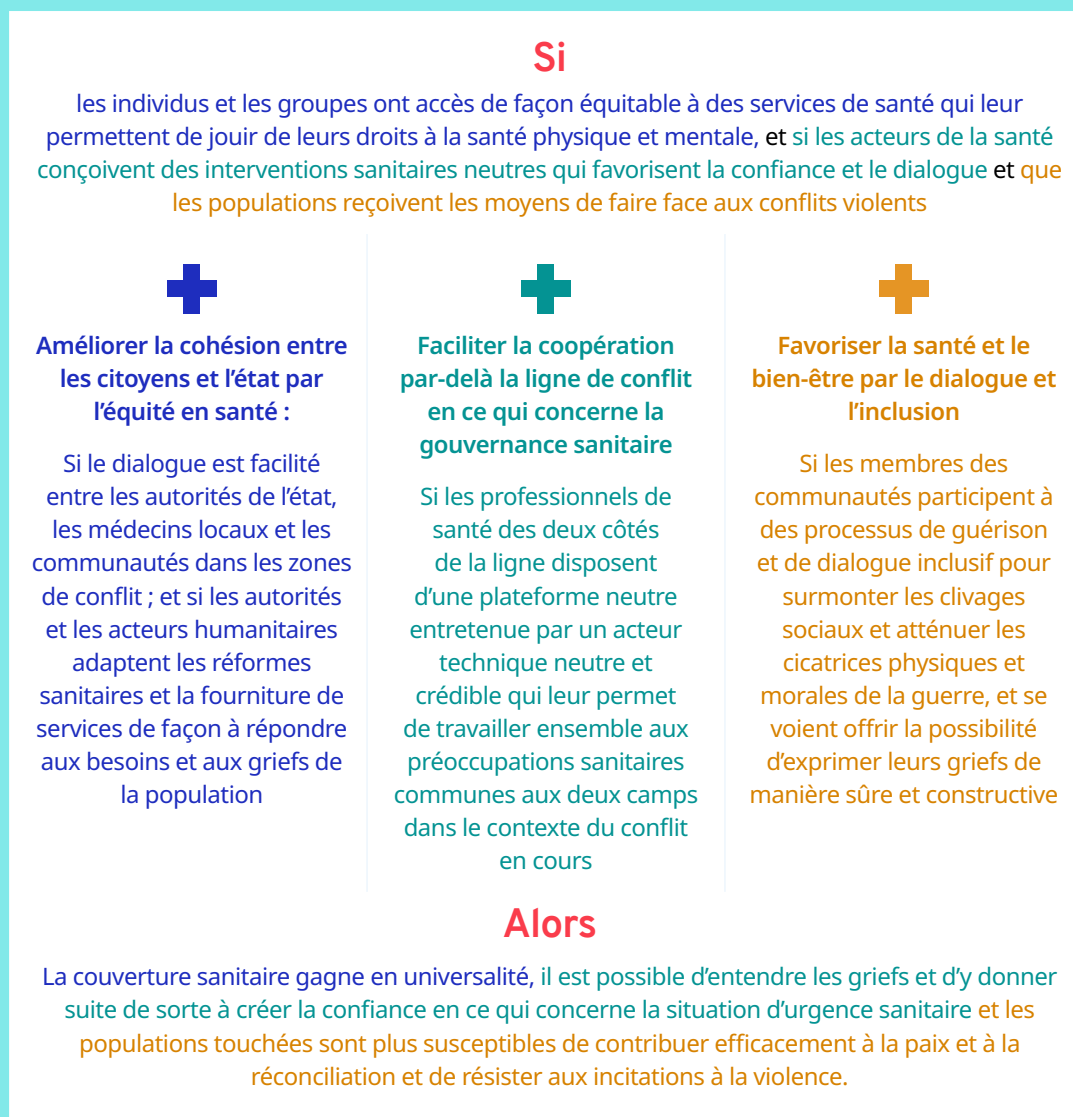 Si
les individus et les groupes ont accès de façon équitable à des services de santé qui leur
permettent de jouir de leurs droits à la santé physique et mentale, et si les acteurs de la santé
conçoivent des interventions sanitaires neutres qui favorisent la confiance et le dialogue et que
les populations reçoivent les moyens de faire face aux conflits violents
Améliorer la cohésion entre
les citoyens et l’état par
l’équité en santé :
Si le dialogue est facilité
entre les autorités de l’état,
les médecins locaux et les
communautés dans les zones
de conflit ; et si les autorités
et les acteurs humanitaires
adaptent les réformes
sanitaires et la fourniture de
services de façon à répondre
aux besoins et aux griefs de
la population
Faciliter la coopération
par-delà la ligne de conflit
en ce qui concerne la
gouvernance sanitaire
Si les professionnels de
santé des deux côtés
de la ligne disposent
d’une plateforme neutre
entretenue par un acteur
technique neutre et
crédible qui leur permet
de travailler ensemble aux
préoccupations sanitaires
communes aux deux camps
dans le contexte du conflit
en cours
Favoriser la santé et le
bien-être par le dialogue et
l’inclusion
Si les membres des
communautés participent à
des processus de guérison
et de dialogue inclusif pour
surmonter les clivages
sociaux et atténuer les
cicatrices physiques et
morales de la guerre, et se
voient offrir la possibilité
d’exprimer leurs griefs de
manière sûre et constructive
Alors
La couverture sanitaire gagne en universalité, il est possible d’entendre les griefs et d’y donner
suite de sorte à créer la confiance en ce qui concerne la situation d’urgence sanitaire et les
populations touchées sont plus susceptibles de contribuer efficacement à la paix et à la
réconciliation et de résister aux incitations à la violence.